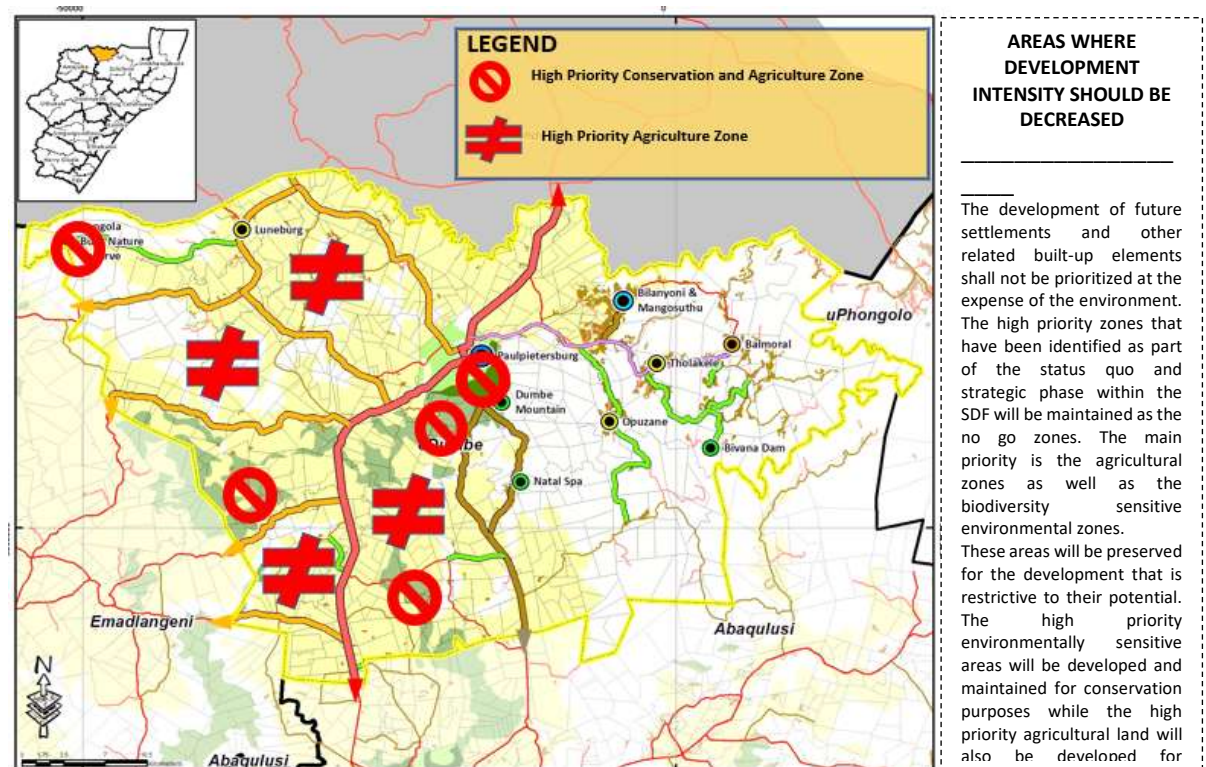 -50000
0
LEGEND
High Priority Conservation and Agriculture Zone
High Priority Agriculture Zone
Luneburg
Nature
Bilanyoni &
Mangosuthu
uPhongolo
Balmoral
Paulpietersburg
Tholakele
Dumbe
Mountain
Opuzane
Bivana Dam
Natal Spa
Emadlangeni
Abaqulusi
N
Abaqulusi
AREAS WHERE
DEVELOPMENT
INTENSITY SHOULD BE
DECREASED
The development of future
settlements and other
related built-up elements
shall not be prioritized at the
expense of the environment.
The high priority zones that
have been identified as part
of the status quo and
strategic phase within the
SDF will be maintained as the
no go zones. The main
priority is the agricultural
zones as well as the
biodiversity sensitive
environmental zones.
These areas will be preserved
for the development that is
restrictive to their potential.
The high priority
environmentally sensitive
areas will be developed and
maintained for conservation
purposes while the high
priority agricultural land will
also be developed for